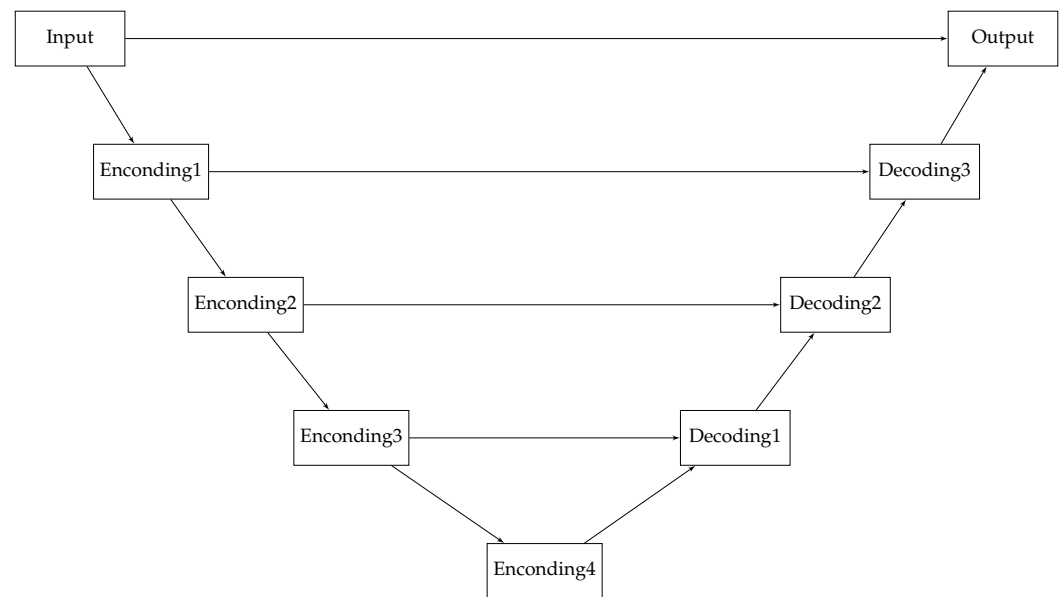 Input
Output
Enconding1
Decoding3
Enconding2
Decoding2
Enconding3
Decoding1
Enconding4